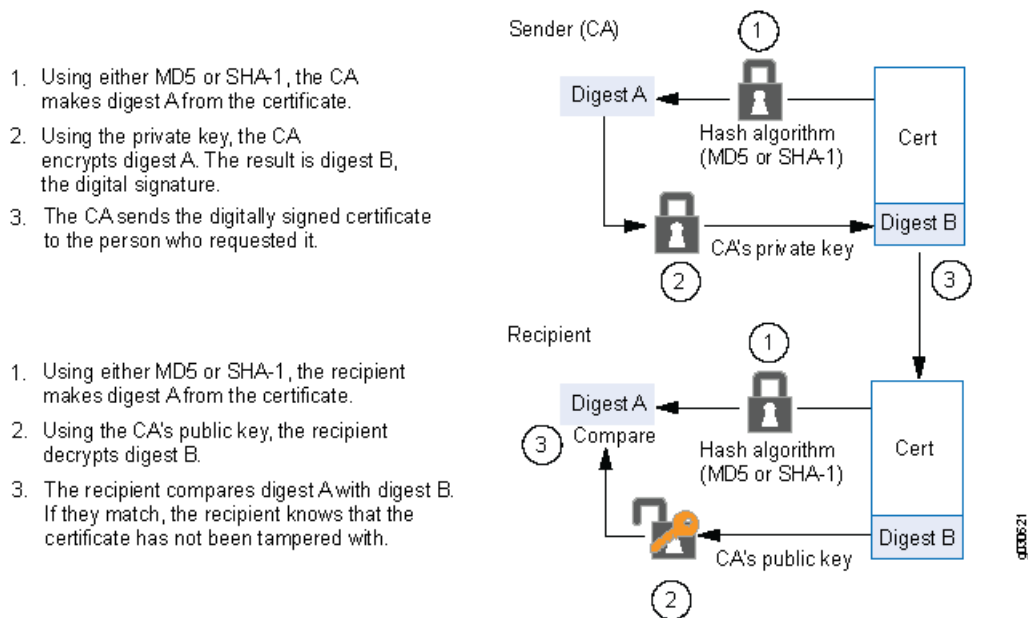 Sender (CA)
1
1. Using either MD5 or SHA-1, the CA
makes digest A from the certificate.
2. Using the private key, the CA
encrypts digest A. The result is digest B,
the digital signature.
3. The CA sends the digitally signed certificate
to the person who requested it.
Digest A
Hash algorithm
(MD5 or SHA-1)
Cert
Digest B
CA's private key
2
3
Recipient
1
1. Using either MD5 or SHA-1, the recipient
makes digest A from the certificate.
2. Using the CA's public key, the recipient
decrypts digest B.
3. The recipient compares digest A with digest B.
If they match, the recipient knows that the
certificate has not been tampered with.
Digest A
3
Compare
Hash algorithm
(MD5 or SHA-1)
Cert
Digest B
CA's public key
2
g030621